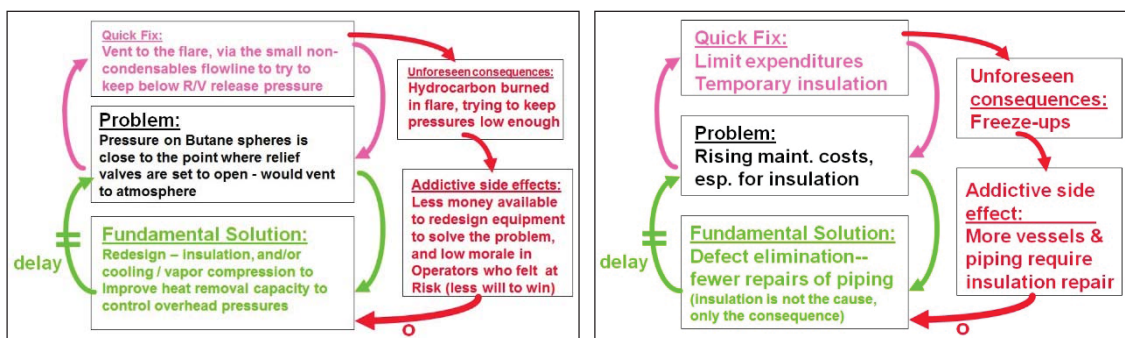 Quick Fix:
Vent to the flare, via the small non-
condensables flowline to try to
keep below R/V release pressure
Unforeseen consequences:
Hydrocarbon burned
in flare, trying to keep
pressures low enough
Problem:
Pressure on Butane spheres is
close to the point where relief
valves are set to open - would vent
to atmosphere
Addictive side effects:
Less money available
to redesign equipment
to solve the problem,
and low morale in
Operators who felt at
Risk (less will to win)
delay
Fundamental Solution:
Redesign – insulation, and/or
cooling / vapor compression to
Improve heat removal capacity to
control overhead pressures
O
Quick Fix:
Limit expenditures
Temporary insulation
Unforeseen
consequences:
Freeze-ups
Problem:
Rising maint. costs,
esp. for insulation
Addictive side
effect:
More vessels &
piping require
insulation repair
delay
Fundamental Solution:
Defect elimination--
fewer repairs of piping
(insulation is not the cause,
only the consequence)
O